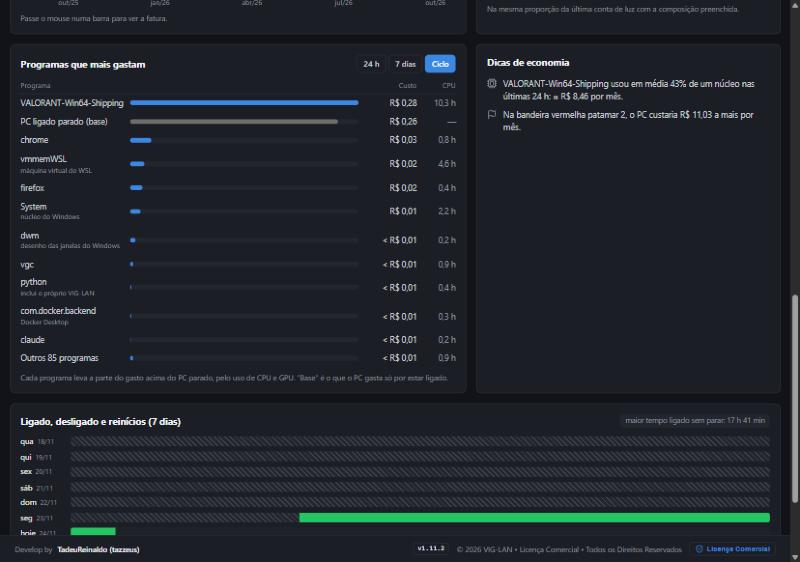 out/25 jan/26 abr/26 jul/26 out/26
Passe o mouse numa barra para ver a fatura.
Na mesma proporção da última conta de luz com a composição preenchida.
Programas que mais gastam
24 h 7 dias Ciclo
Programa Custo CPU
VALORANT-Win64-Shipping R$ 0,28 10,3 h
PC ligado parado (base) R$ 0,26 —
chrome R$ 0,03 0,8 h
vmmemWSL R$ 0,02 4,6 h
máquina virtual do WSL
firefox R$ 0,02 0,4 h
System R$ 0,01 2,2 h
núcleo do Windows
dwm < R$ 0,01 0,2 h
desenho das janelas do Windows
vgc < R$ 0,01 0,9 h
python < R$ 0,01 0,4 h
inclui o próprio VIG-LAN
com.docker.backend < R$ 0,01 0,3 h
Docker Desktop
claude < R$ 0,01 0,2 h
Outros 85 programas < R$ 0,01 0,9 h
Cada programa leva a parte do gasto acima do PC parado, pelo uso de CPU e GPU. "Base" é o que o PC gasta só por estar ligado.
Dicas de economia
VALORANT-Win64-Shipping usou em média 43% de um núcleo nas
últimas 24 h: ≈ R$ 8,46 por mês.
Na bandeira vermelha patamar 2, o PC custaria R$ 11,03 a mais por
mês.
Ligado, desligado e reinícios (7 dias)
maior tempo ligado sem parar: 17 h 41 min
qua 18/11
qui 19/11
sex 20/11
sáb 21/11
dom 22/11
seg 23/11
hoje 24/11
Develop by TadeuReinaldo (tazzeus)
v1.11.2 © 2026 VIG-LAN • Licença Comercial • Todos os Direitos Reservados Licença Comercial